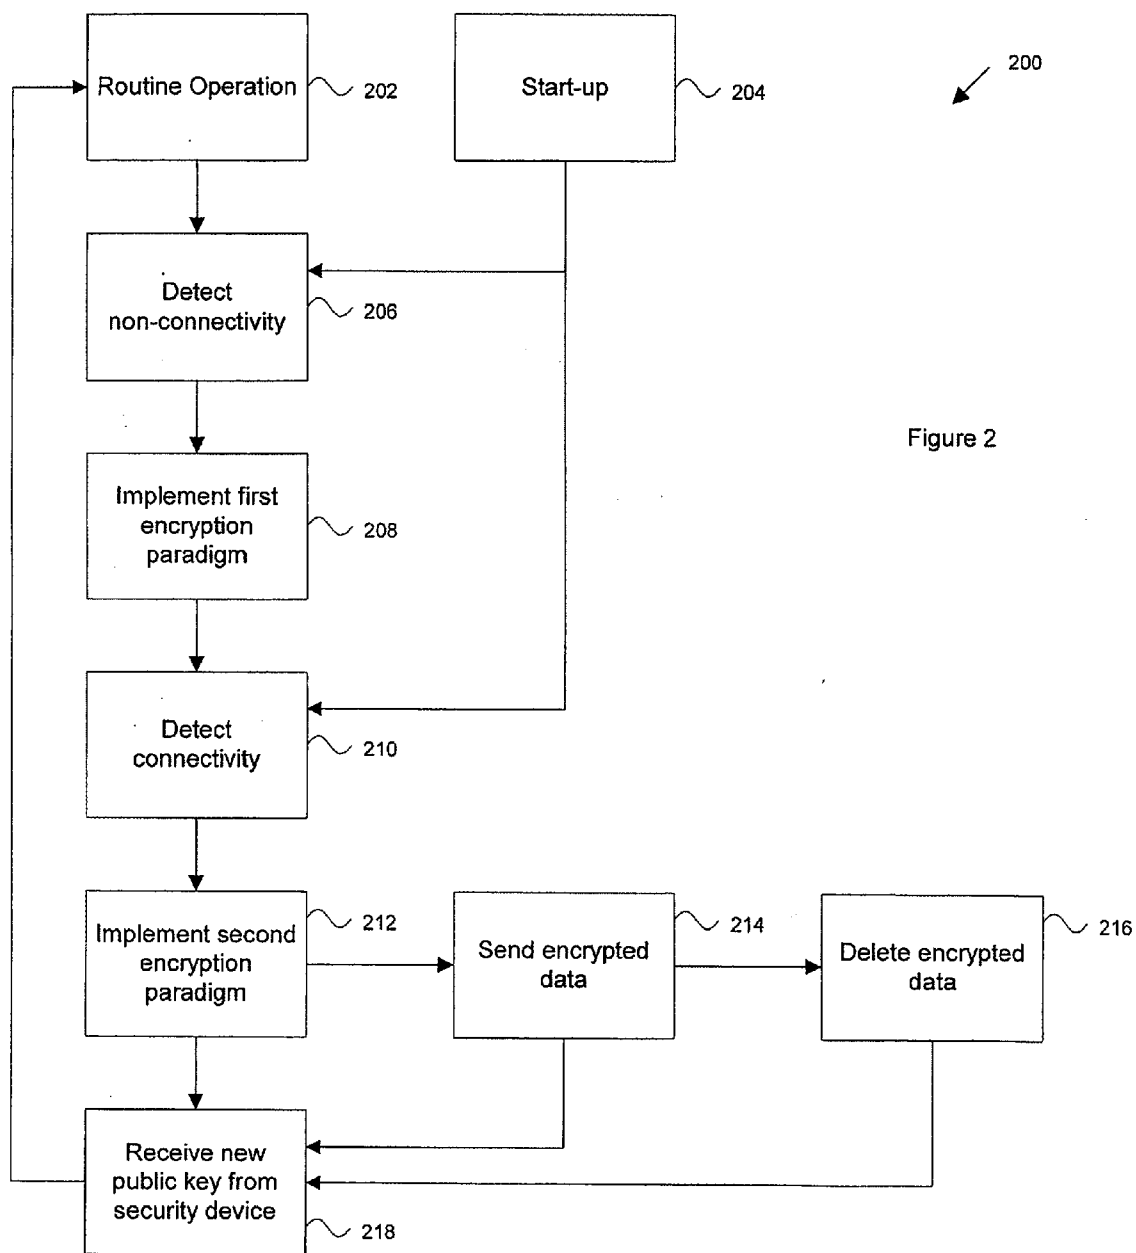 Routine Operation
202
Start-up
204
200
Detect
non-connectivity
206
Figure 2
Implement first
encryption
paradigm
208
Detect
connectivity
210
Implement second
encryption
paradigm
212
Send encrypted
data
214
Delete encrypted
data
216
Receive new
public key from
security device
218